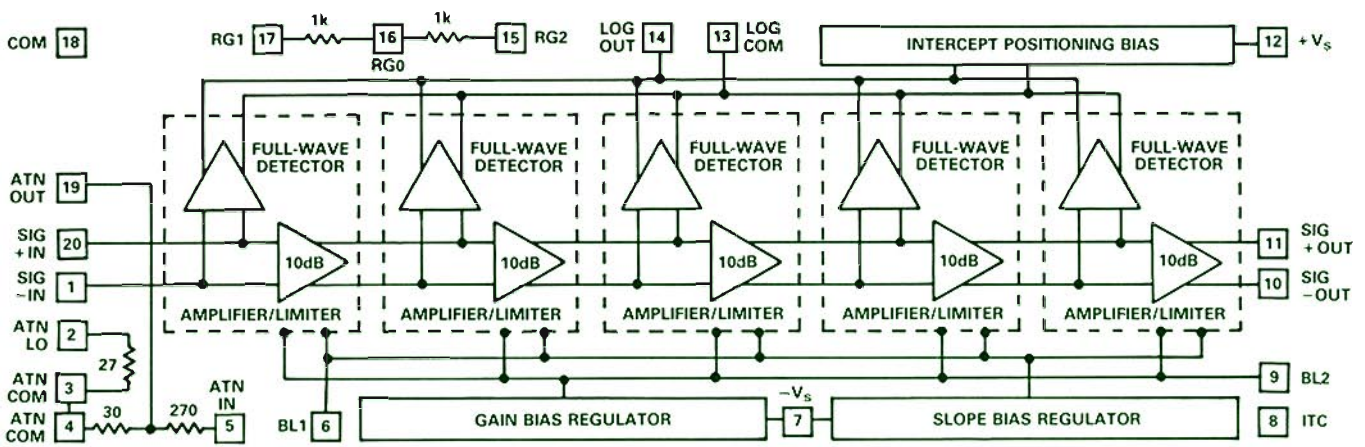 COM 18
RG1 17
1k
16
RG0
1k
15 RG2
LOG
OUT 14
13 LOG
COM
INTERCEPT POSITIONING BIAS
12 +VS
FULL-WAVE
DETECTOR
FULL-WAVE
DETECTOR
FULL-WAVE
DETECTOR
FULL-WAVE
DETECTOR
FULL-WAVE
DETECTOR
ATN
OUT 19
SIG
+IN 20
SIG
-IN 1
10dB
10dB
10dB
10dB
10dB
11 SIG
+OUT
10 SIG
-OUT
AMPLIFIER/LIMITER
AMPLIFIER/LIMITER
AMPLIFIER/LIMITER
AMPLIFIER/LIMITER
AMPLIFIER/LIMITER
ATN
LO 2
27
ATN
COM 3
ATN
COM 4
30
270
ATN
IN
5
BL1 6
GAIN BIAS REGULATOR
-VS
7
SLOPE BIAS REGULATOR
9 BL2
8 ITC